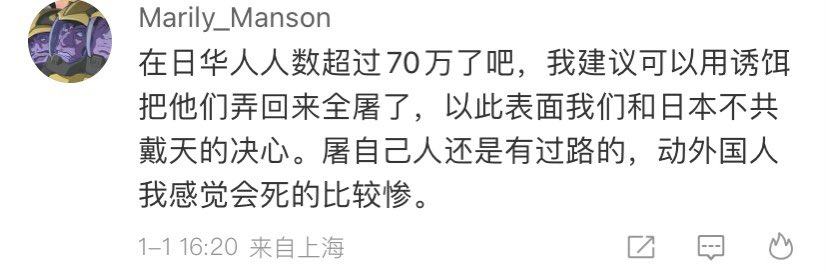 Marily_Manson
在日华人人数超过70万了吧，我建议可以用诱饵
把他们弄回来全屠了，以此表面我们和日本不共
戴天的决心。屠自己人还是有过路的，动外国人
我感觉会死的比较惨。
1-1 16:20 来自上海